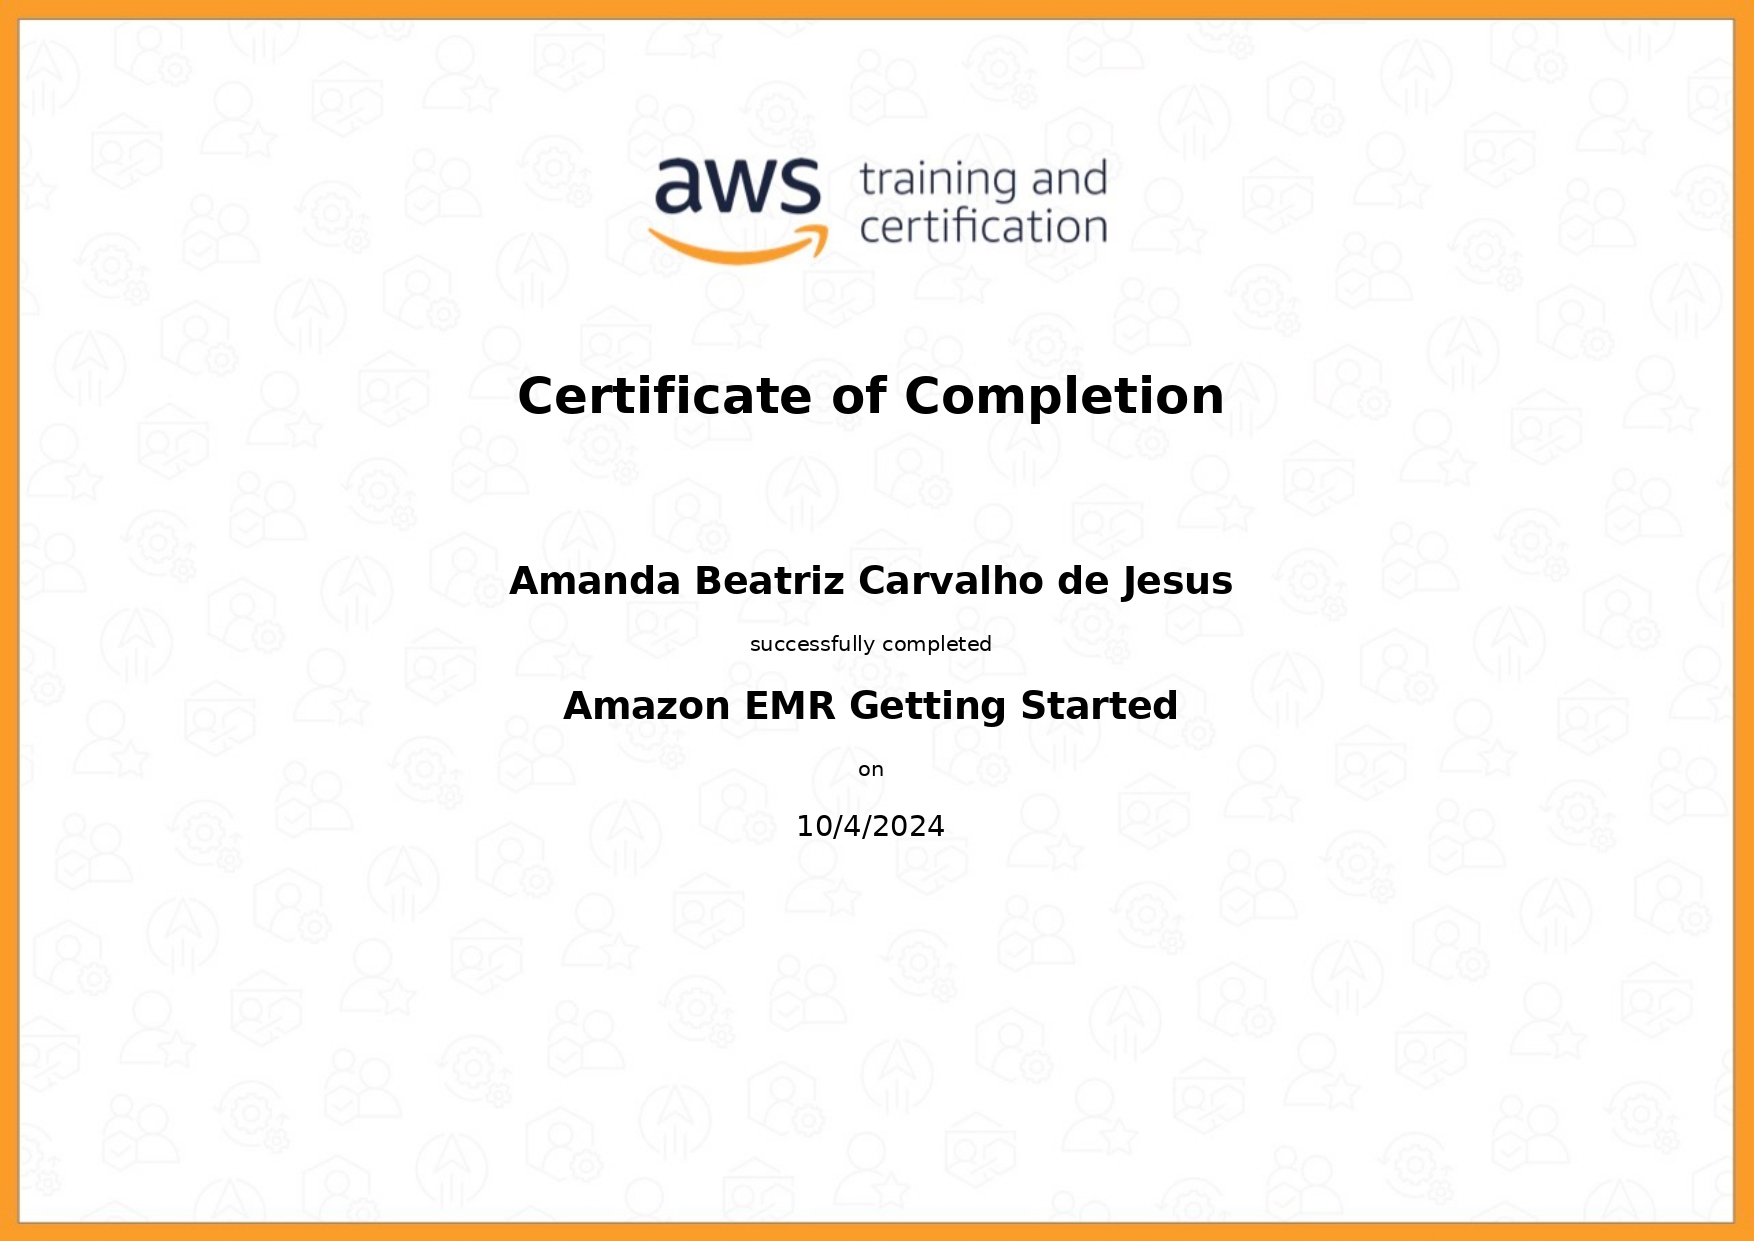 aws training and
certification
Certificate of Completion
Amanda Beatriz Carvalho de Jesus
successfully completed
Amazon EMR Getting Started
on
10/4/2024